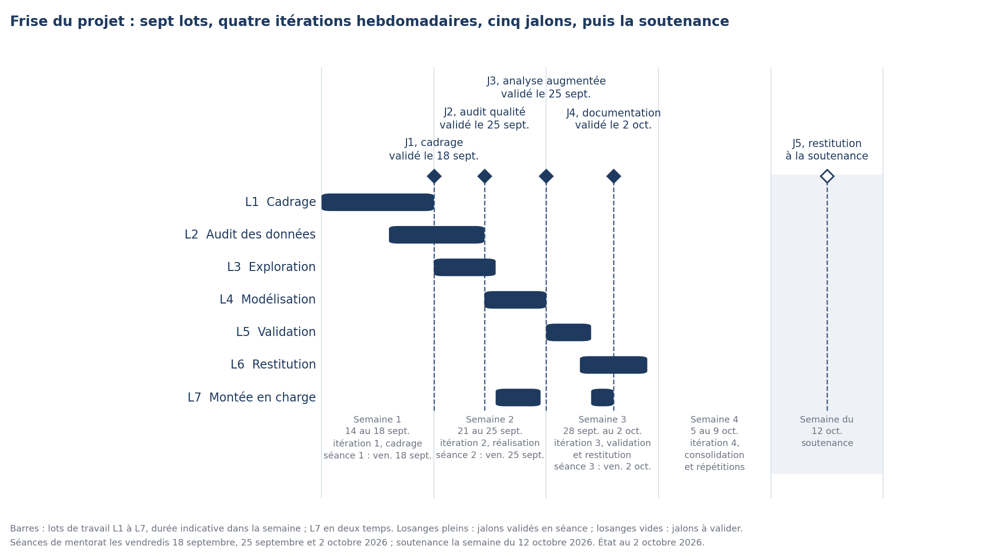 Frise du projet : sept lots, quatre itérations hebdomadaires, cinq jalons, puis la soutenance
J3, analyse augmentée
validé le 25 sept.
J2, audit qualité
validé le 25 sept.
J4, documentation
validé le 2 oct.
J1, cadrage
validé le 18 sept.
J5, restitution
à la soutenance
L1 Cadrage
L2 Audit des données
L3 Exploration
L4 Modélisation
L5 Validation
L6 Restitution
L7 Montée en charge
Semaine 1
14 au 18 sept.
itération 1, cadrage
séance 1 : ven. 18 sept.
Semaine 2
21 au 25 sept.
itération 2, réalisation
séance 2 : ven. 25 sept.
Semaine 3
28 sept. au 2 oct.
itération 3, validation
et restitution
séance 3 : ven. 2 oct.
Semaine 4
5 au 9 oct.
itération 4,
consolidation
et répétitions
Semaine du
12 oct.
soutenance
Barres : lots de travail L1 à L7, durée indicative dans la semaine ; L7 en deux temps. Losanges pleins : jalons validés en séance ; losanges vides : jalons à valider.
Séances de mentorat les vendredis 18 septembre, 25 septembre et 2 octobre 2026 ; soutenance la semaine du 12 octobre 2026. État au 2 octobre 2026.